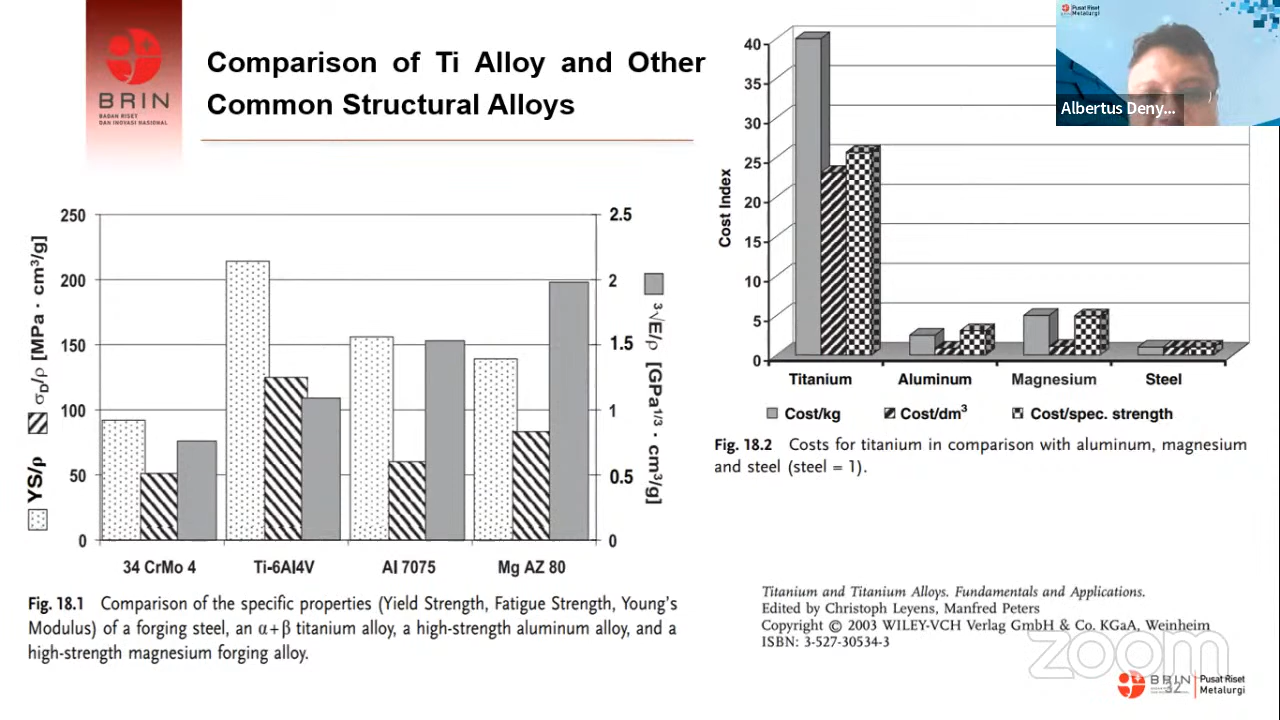 BRIN
BADAN RISET
DAN INOVASI NASIONAL
Comparison of Ti Alloy and Other
Common Structural Alloys
250
200
150
100
50
0
YS/ρ
σD/ρ [MPa · cm³/g]
2.5
2
1.5
1
0.5
0
³√E/ρ [GPa¹/³ · cm³/g]
34 CrMo 4
Ti-6Al4V
Al 7075
Mg AZ 80
Fig. 18.1 Comparison of the specific properties (Yield Strength, Fatigue Strength, Young's
Modulus) of a forging steel, an α+β titanium alloy, a high-strength aluminum alloy, and a
high-strength magnesium forging alloy.
40
35
30
25
20
15
10
5
0
Cost Index
Titanium
Aluminum
Magnesium
Steel
Cost/kg
Cost/dm³
Cost/spec. strength
Fig. 18.2 Costs for titanium in comparison with aluminum, magnesium
and steel (steel = 1).
Pusat Riset
Metalurgi
Albertus Deny...
Titanium and Titanium Alloys. Fundamentals and Applications.
Edited by Christoph Leyens, Manfred Peters
Copyright © 2003 WILEY-VCH Verlag GmbH & Co. KGaA, Weinheim
ISBN: 3-527-30534-3
zoom
BRIN
32
Pusat Riset
Metalurgi